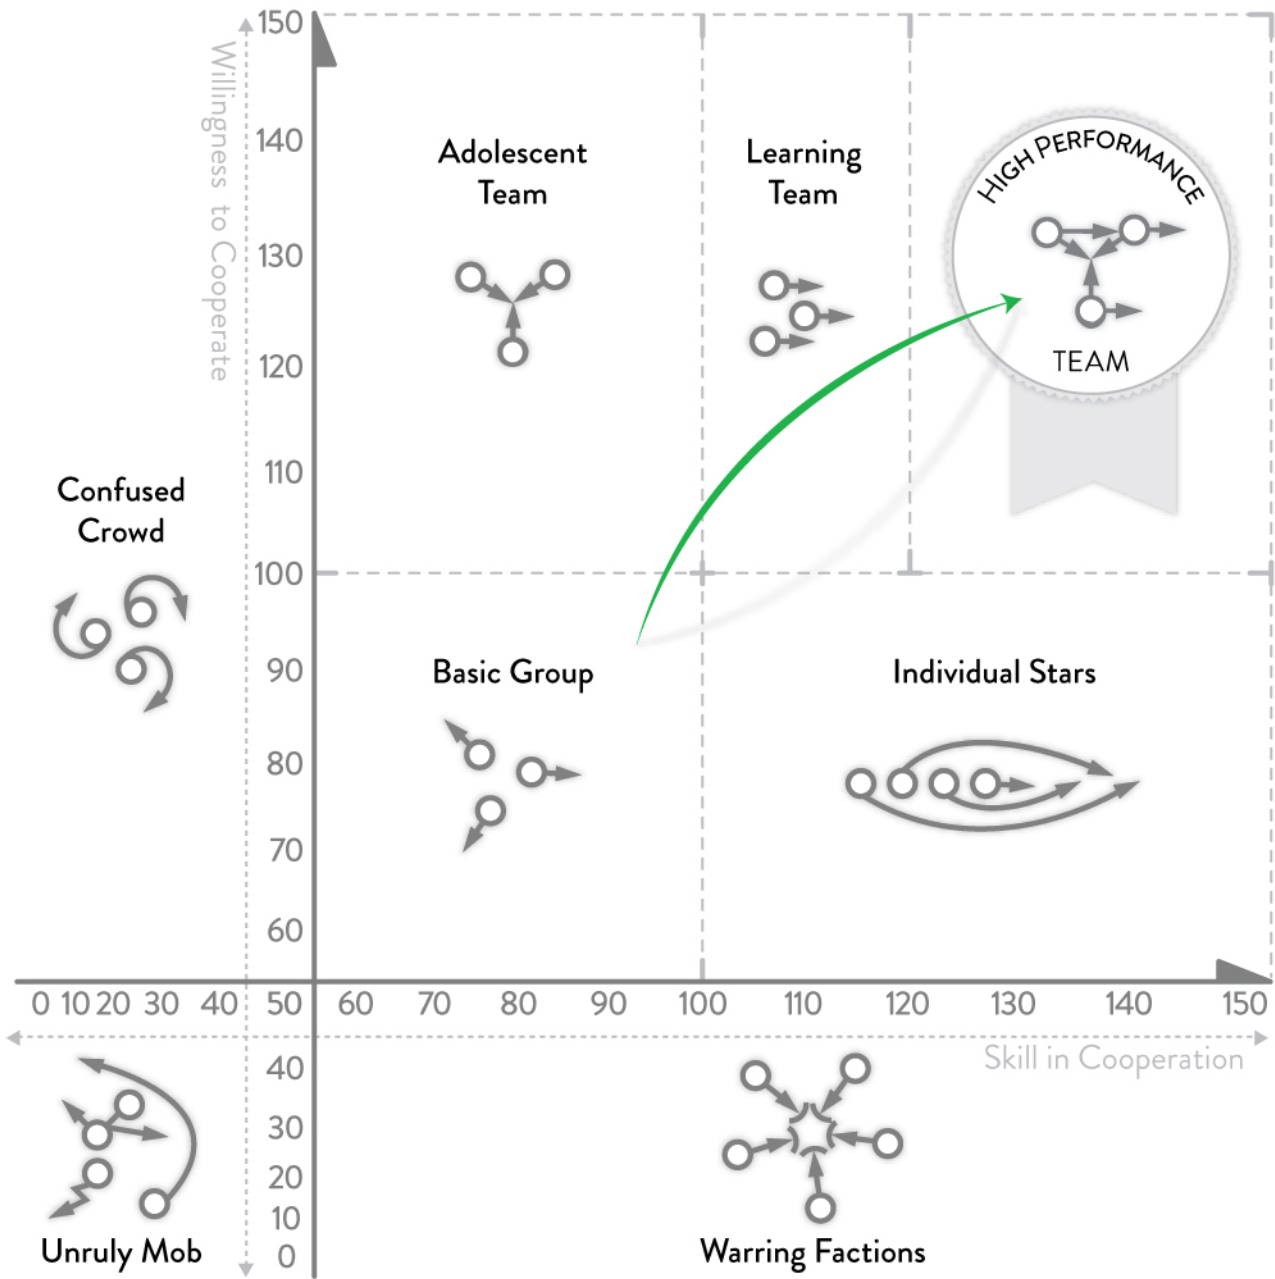 150
Willingness to Cooperate
140
Adolescent
Team
Learning
Team
HIGH PERFORMANCE
TEAM
130
120
110
Confused
Crowd
100
90
Basic Group
Individual Stars
80
70
60
0 10 20 30 40 50 60 70 80 90 100 110 120 130 140 150
Skill in Cooperation
40
30
20
10
0
Unruly Mob
Warring Factions